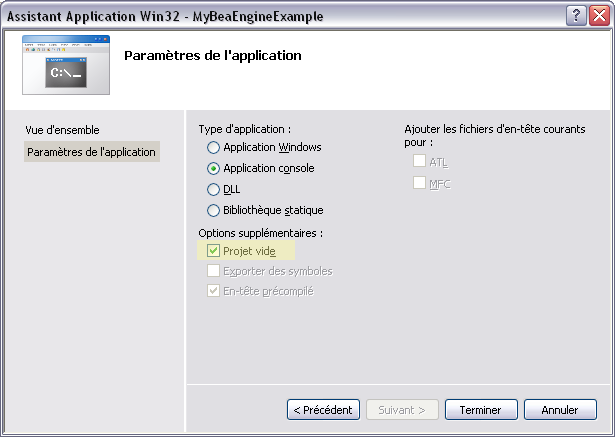 Assistant Application Win32 - MyBeaEngineExample
C:\_
Paramètres de l'application
Vue d'ensemble
Paramètres de l'application
Type d'application :
Application Windows
Application console
DLL
Bibliothèque statique
Options supplémentaires :
Projet vide
Exporter des symboles
En-tête précompilé
Ajouter les fichiers d'en-tête courants
pour :
ATL
MFC
< Précédent
Suivant >
Terminer
Annuler